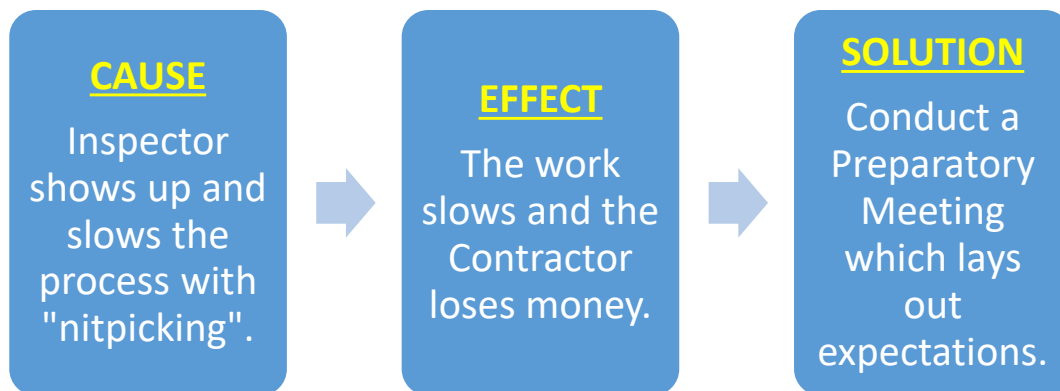 CAUSE
Inspector
shows up and
slows the
process with
"nitpicking".
EFFECT
The work
slows and the
Contractor
loses money.
SOLUTION
Conduct a
Preparatory
Meeting
which lays
out
expectations.